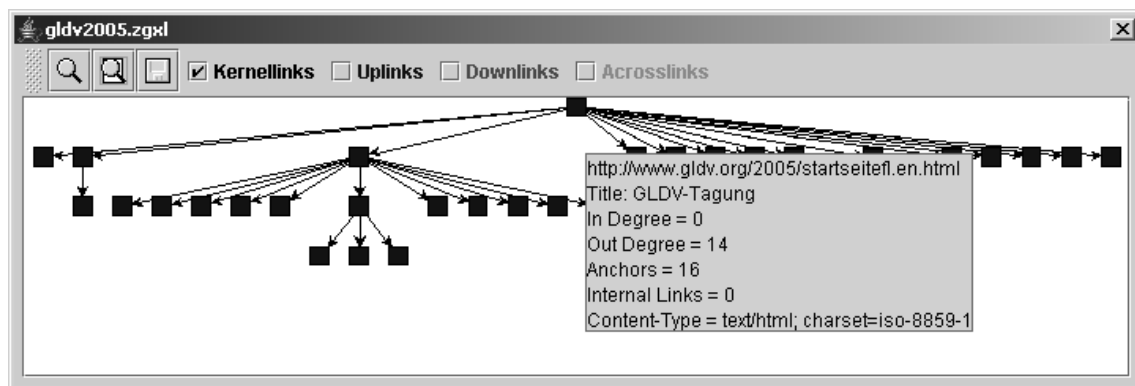 gldv2005.zgxl
Kernellinks Uplinks Downlinks Acrosslinks
http://www.gldv.org/2005/startseitefl.en.html
Title: GLDV-Tagung
In Degree = 0
Out Degree = 14
Anchors = 16
Internal Links = 0
Content-Type = text/html; charset=iso-8859-1